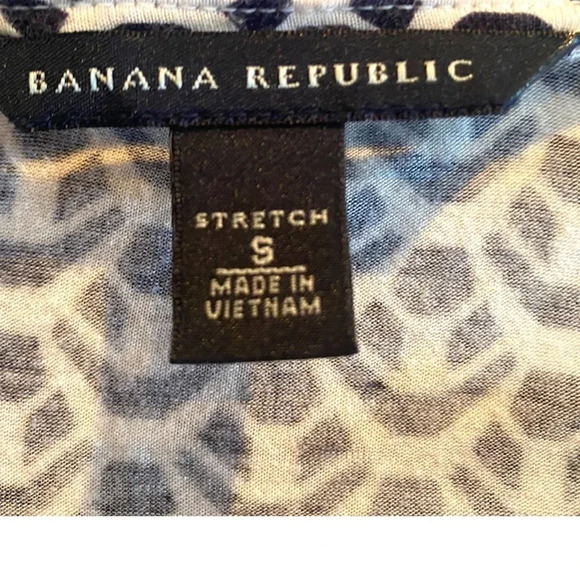 BANANA REPUBLIC
STRETCH
S
MADE IN
VIETNAM